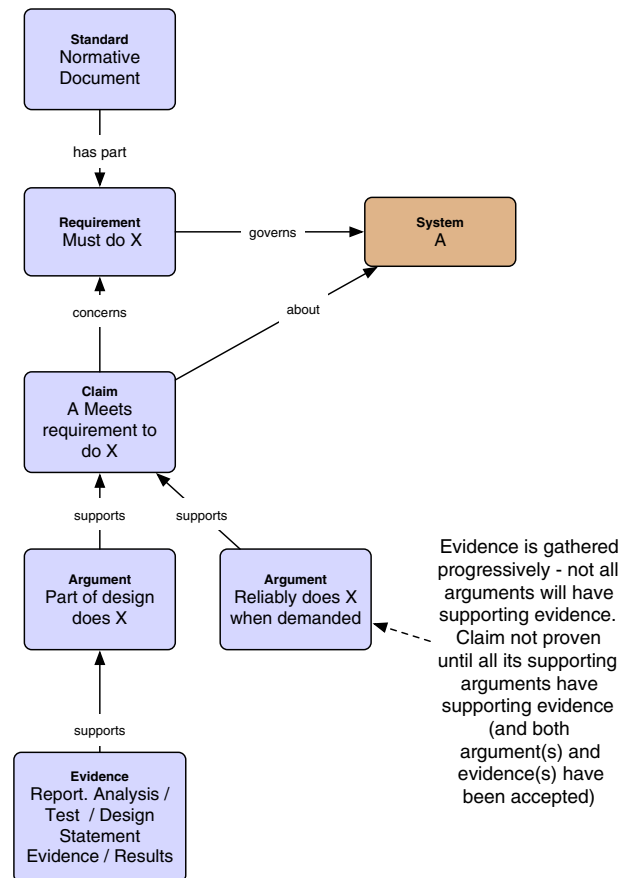 Standard
Normative
Document
has part
Requirement
Must do X
governs
System
A
concerns
about
Claim
A Meets
requirement to
do X
supports
supports
Argument
Part of design
does X
Argument
Reliably does X
when demanded
Evidence is gathered
progressively - not all
arguments will have
supporting evidence.
Claim not proven
until all its supporting
arguments have
supporting evidence
(and both
argument(s) and
evidence(s) have
been accepted)
supports
Evidence
Report. Analysis /
Test / Design
Statement
Evidence / Results